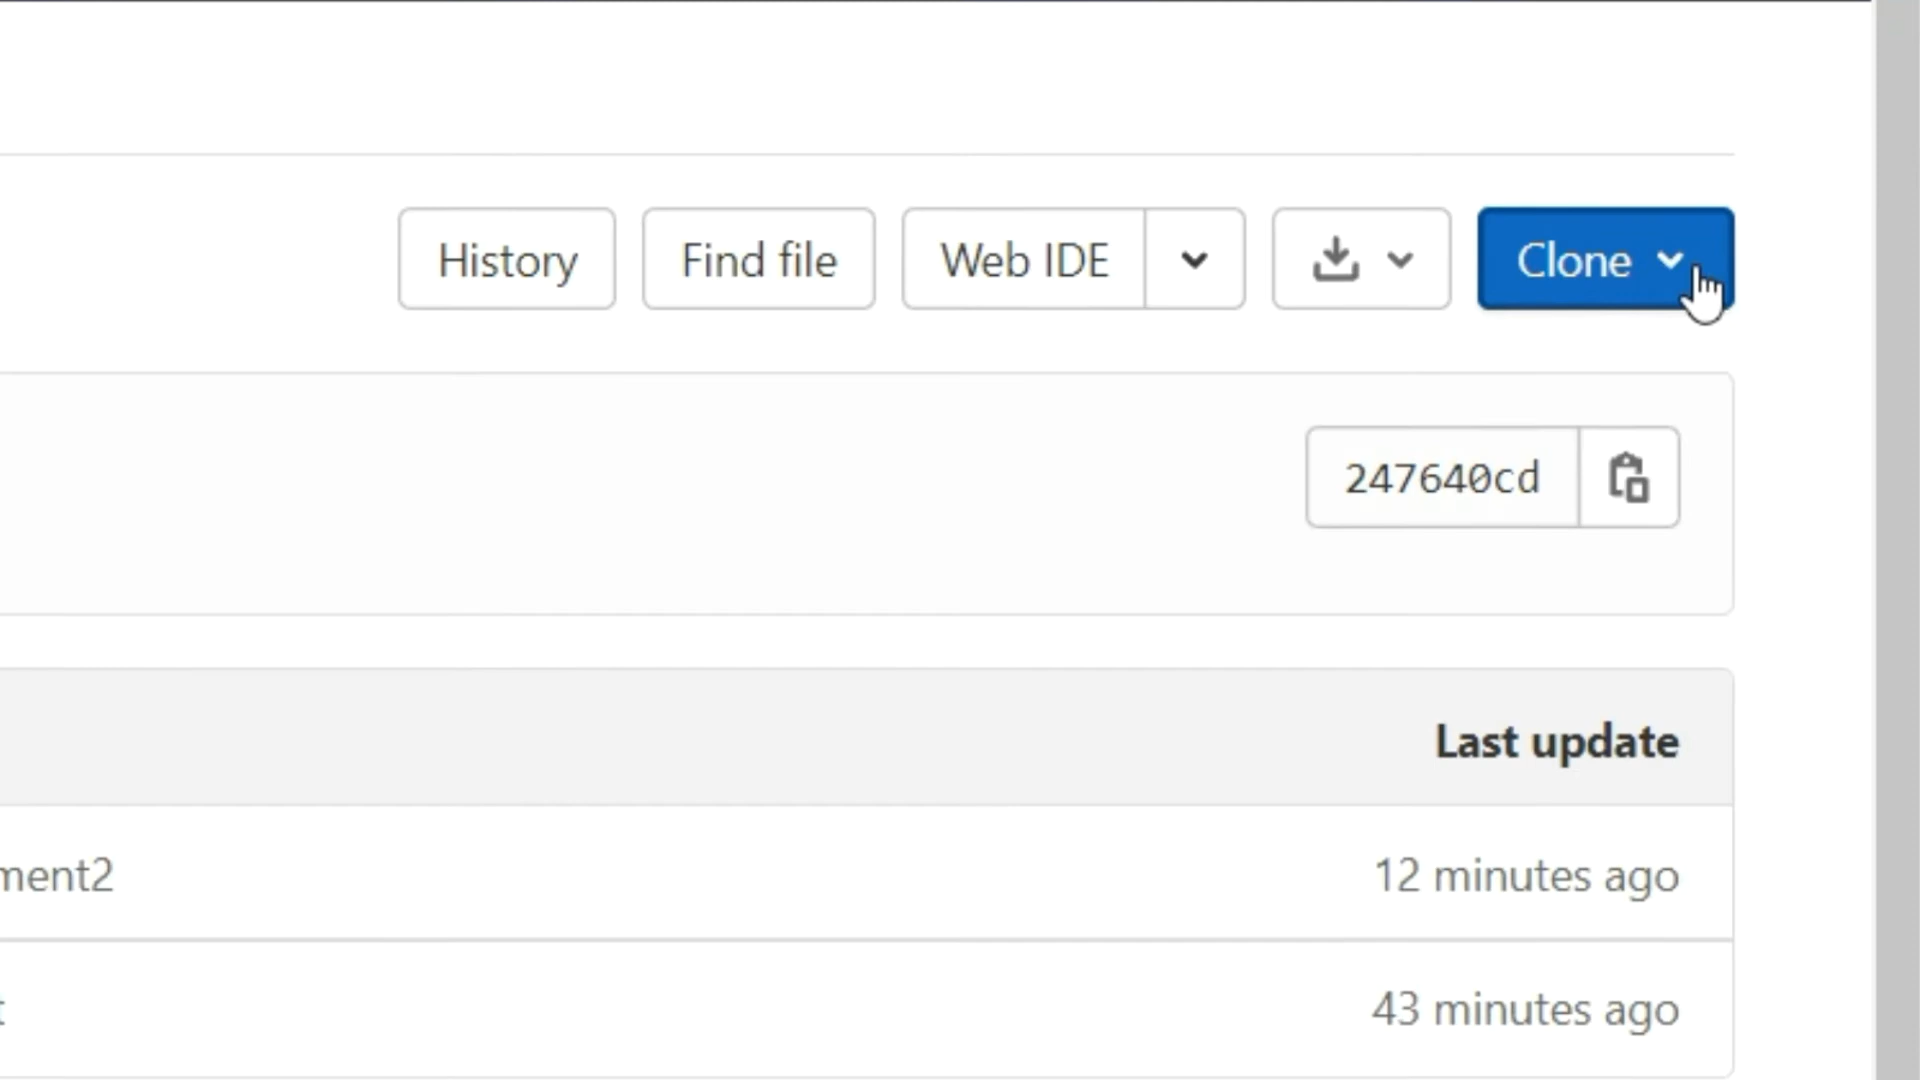 History Find file Web IDE Clone
247640cd
Last update
ment2 12 minutes ago
t 43 minutes ago